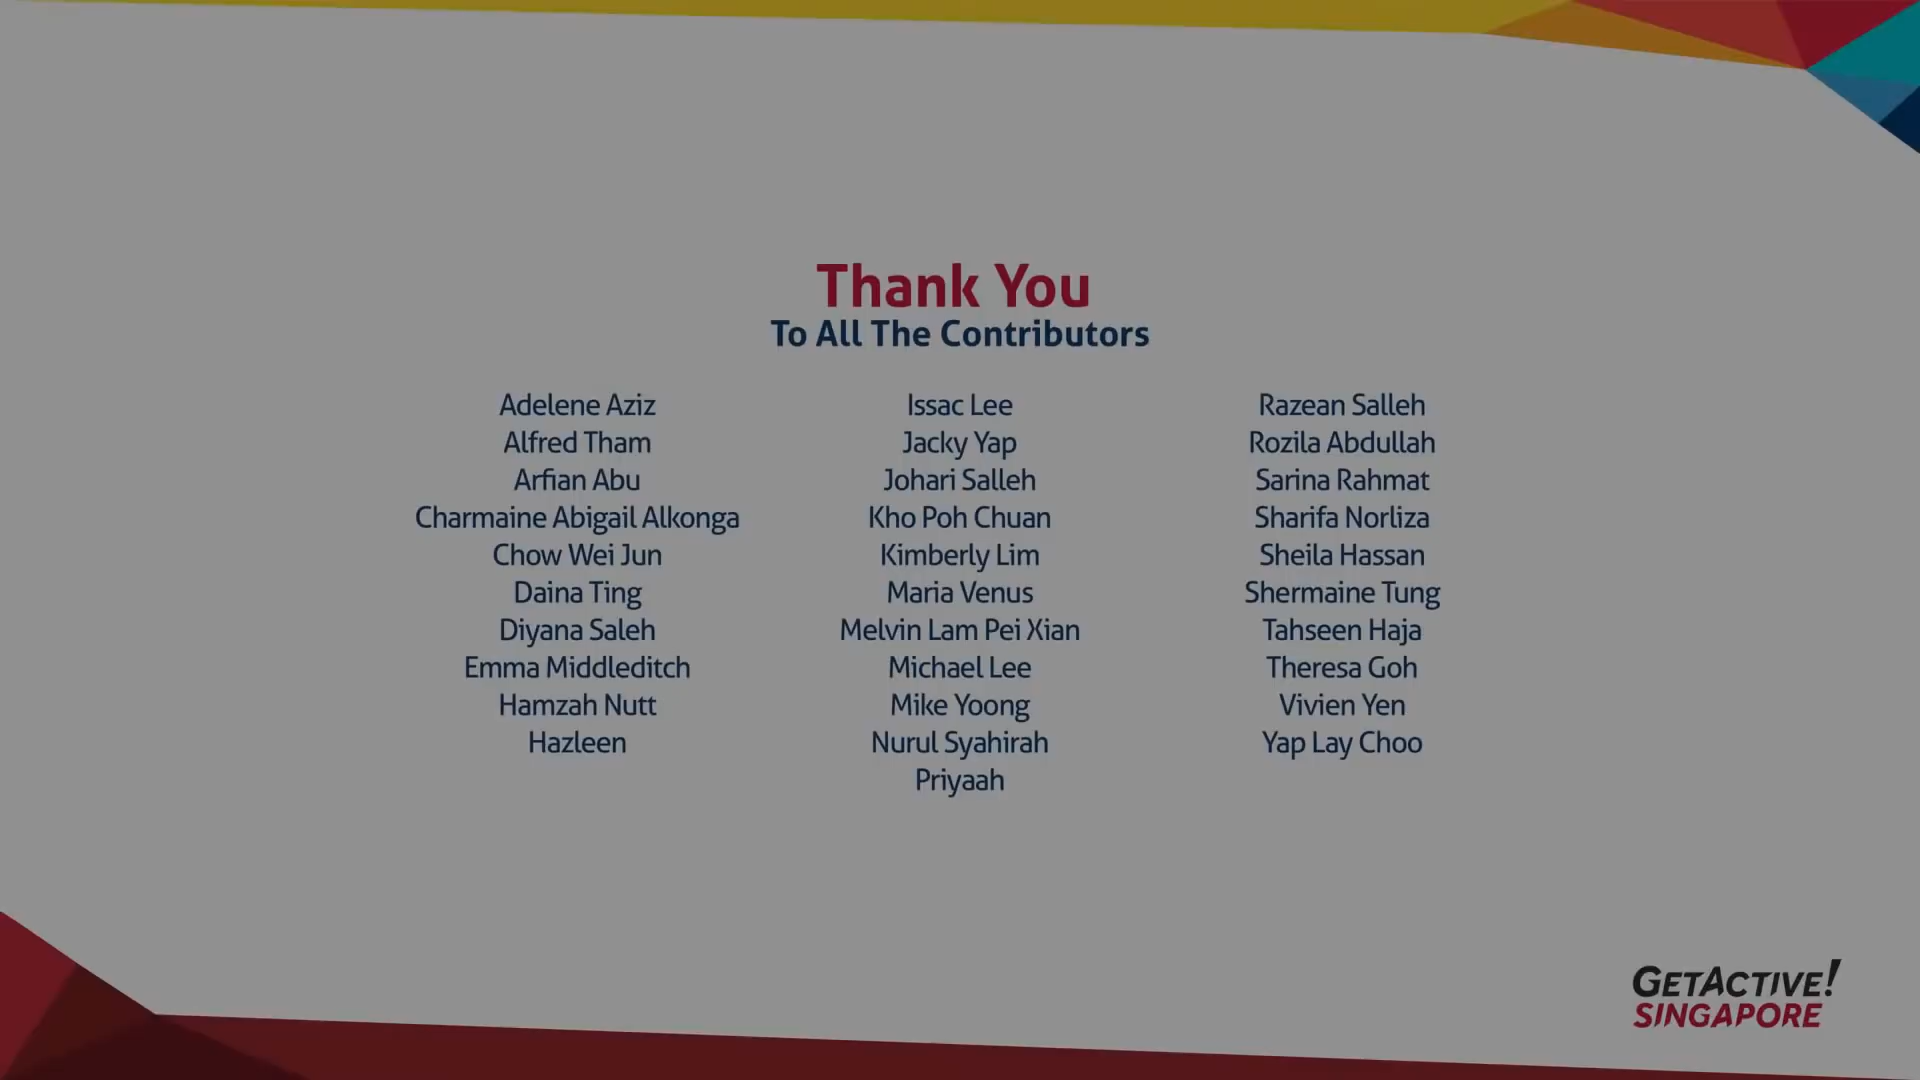 Thank You
To All The Contributors
Adelene Aziz
Alfred Tham
Arfian Abu
Charmaine Abigail Alkonga
Chow Wei Jun
Daina Ting
Diyana Saleh
Emma Middleditch
Hamzah Nutt
Hazleen
Issac Lee
Jacky Yap
Johari Salleh
Kho Poh Chuan
Kimberly Lim
Maria Venus
Melvin Lam Pei Xian
Michael Lee
Mike Yoong
Nurul Syahirah
Priyaah
Razean Salleh
Rozila Abdullah
Sarina Rahmat
Sharifa Norliza
Sheila Hassan
Shermaine Tung
Tahseen Haja
Theresa Goh
Vivien Yen
Yap Lay Choo
GETACTIVE!
SINGAPORE